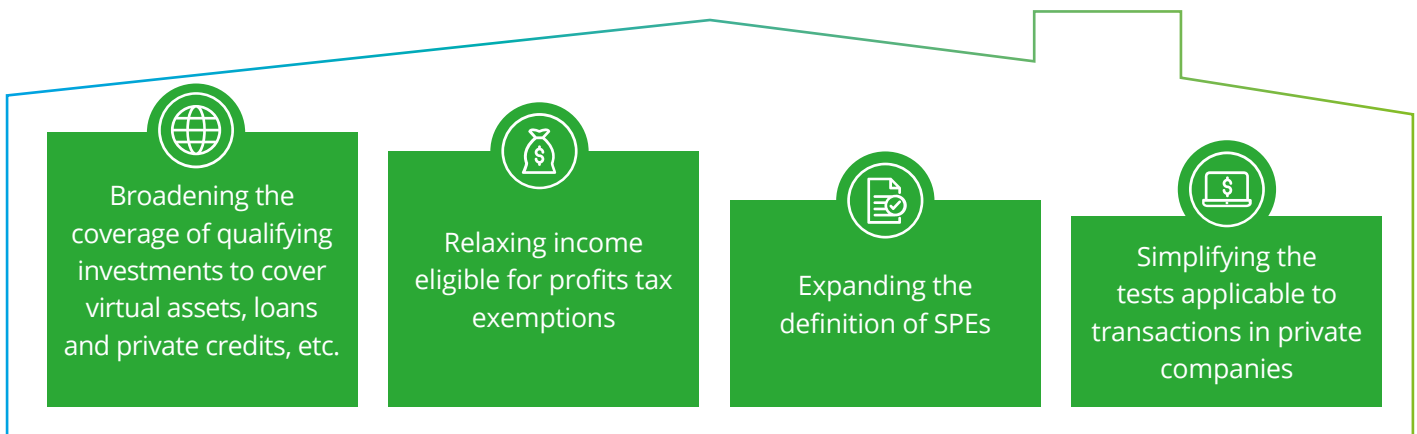 Broadening the
coverage of qualifying
investments to cover
virtual assets, loans
and private credits, etc.
Relaxing income
eligible for profits tax
exemptions
Expanding the
definition of SPEs
Simplifying the
tests applicable to
transactions in private
companies